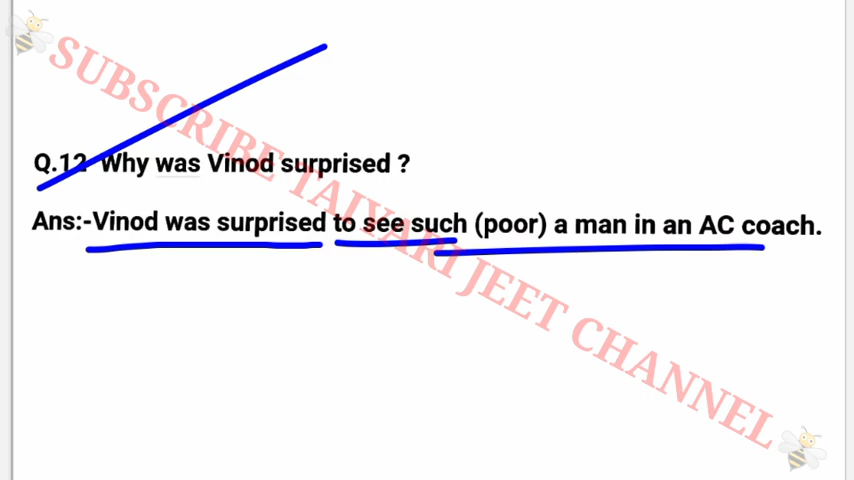 SUBSCRIBE TAIYARI JEET CHANNEL
Q.12 Why was Vinod surprised ?
Ans:-Vinod was surprised to see such (poor) a man in an AC coach.